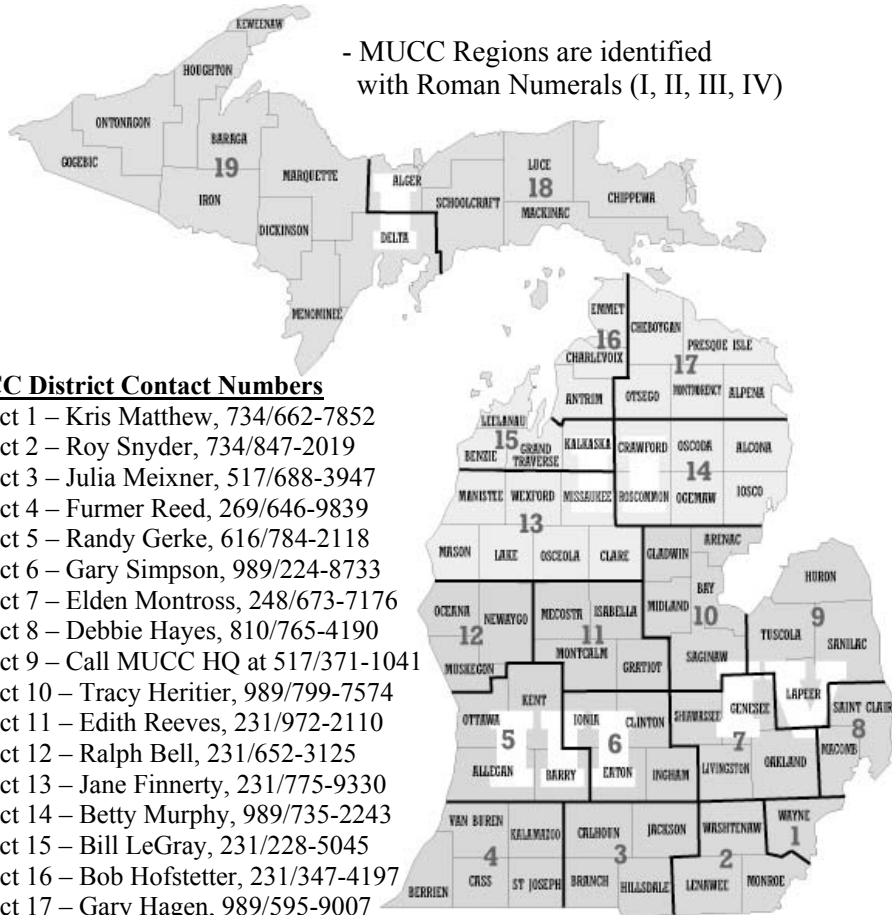 KEWEENAW
HOUGHTON
- MUCC Regions are identified
with Roman Numerals (I, II, III, IV)
ONTONAGON
BARAGA
GOGEBIC
19
MARQUETTE
ALGER
LUCE
18
IRON
SCHOOLCRAFT
CHIPPEWA
MACKINAC
DICKINSON
DELTA
MENOMINEE
EMMET
16
CHEBOYGAN
CHARLEVOIX
PRESQUE ISLE
17
ANTRIM
OTSEGO
MONTMORENCY
ALPENA
LEELANAU
15
BENZIE
GRAND
TRAVERSE
KALKASKA
CRAWFORD
OSCODA
ALCONA
14
MANISTEE
WEXFORD
MISSAUKEE
ROSCOMMON
OGEMAW
IOSCO
13
MASON
LAKE
OSCEOLA
CLARE
GLADWIN
ARENAC
HURON
BAY
OCEANA
NEWAYGO
MECOSTA
ISABELLA
MIDLAND
10
9
12
11
TUSCOLA
SANILAC
MUSKEGON
MONTCALM
GRATIOT
SAGINAW
KENT
LAPEER
OTTAWA
IONIA
CLINTON
SHIAWASSEE
GENESEE
SAINT CLAIR
5
6
7
8
ALLEGAN
BARRY
EATON
INGHAM
LIVINGSTON
OAKLAND
MACOMB
VAN BUREN
KALAMAZOO
CALHOUN
JACKSON
WASHTENAW
WAYNE
4
3
2
1
BERRIEN
CASS
ST JOSEPH
BRANCH
HILLSDALE
LENAWEE
MONROE
CC District Contact Numbers
ct 1 – Kris Matthew, 734/662-7852
ct 2 – Roy Snyder, 734/847-2019
ct 3 – Julia Meixner, 517/688-3947
ct 4 – Furmer Reed, 269/646-9839
ct 5 – Randy Gerke, 616/784-2118
ct 6 – Gary Simpson, 989/224-8733
ct 7 – Elden Montross, 248/673-7176
ct 8 – Debbie Hayes, 810/765-4190
ct 9 – Call MUCC HQ at 517/371-1041
ct 10 – Tracy Heritier, 989/799-7574
ct 11 – Edith Reeves, 231/972-2110
ct 12 – Ralph Bell, 231/652-3125
ct 13 – Jane Finnerty, 231/775-9330
ct 14 – Betty Murphy, 989/735-2243
ct 15 – Bill LeGray, 231/228-5045
ct 16 – Bob Hofstetter, 231/347-4197
ct 17 – Gary Hagen, 989/595-9007